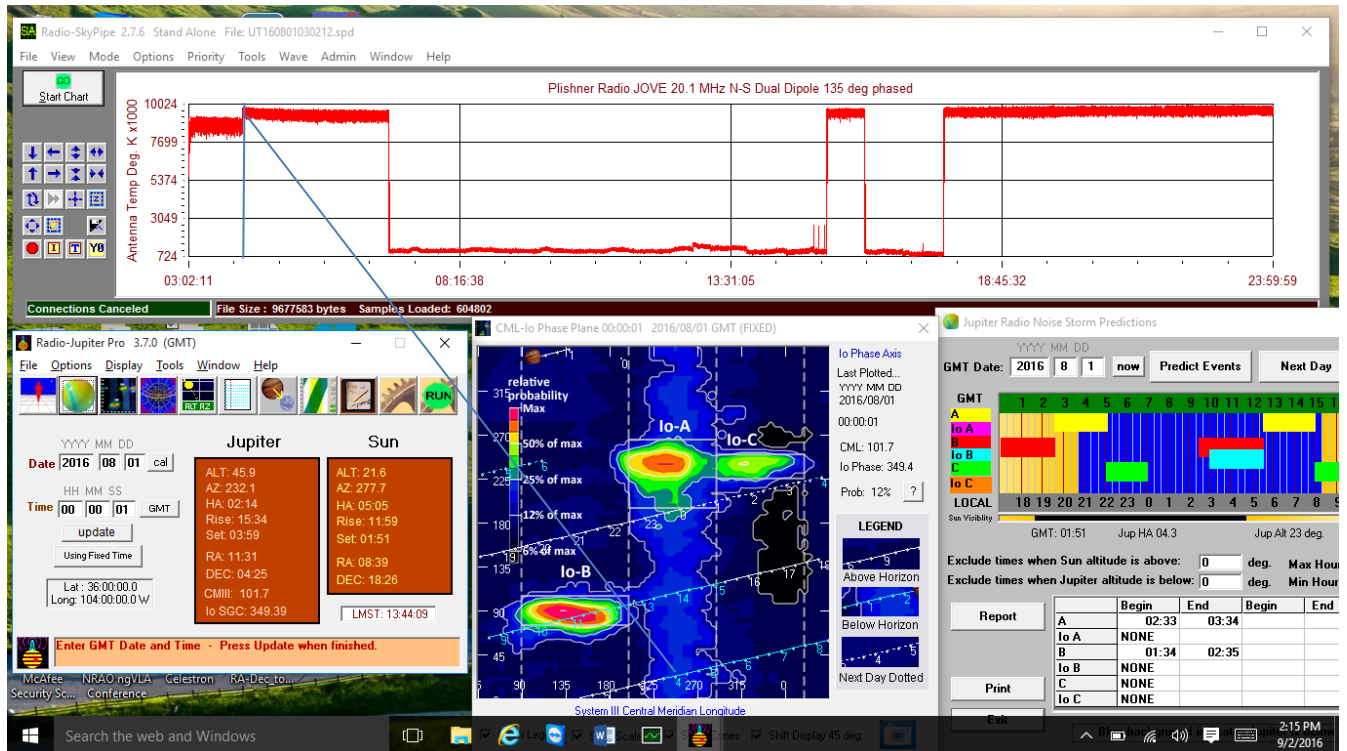 Radio-SkyPipe 2.7.6 Stand Alone File: UT160801030212.spd
File View Mode Options Priority Tools Wave Admin Window Help
GO
Start Chart
Plishner Radio JOVE 20.1 MHz N-S Dual Dipole 135 deg phased
Antenna Temp Deg. K x1000
10024
7699
5374
3049
724
03:02:11 08:16:38 13:31:05 18:45:32 23:59:59
Connections Canceled File Size : 9677583 bytes Samples Loaded: 604802
Radio-Jupiter Pro 3.7.0 (GMT)
File Options Display Tools Window Help
ALT AZ
RUN
YYYY MM DD
Date 2016 08 01 cal
HH MM SS
Time 00 00 01 GMT
update
Using Fixed Time
Lat : 36:00:00.0
Long: 104:00:00.0 W
Jupiter
ALT: 45.9
AZ: 232.1
HA: 02:14
Rise: 15:34
Set: 03:59
RA: 11:31
DEC: 04:25
CMIII: 101.7
Io SGC: 349.39
Sun
ALT: 21.6
AZ: 277.7
HA: 05:05
Rise: 11:59
Set: 01:51
RA: 08:39
DEC: 18:26
LMST: 13:44:09
Enter GMT Date and Time - Press Update when finished.
CML-Io Phase Plane 00:00:01 2016/08/01 GMT (FIXED)
relative
probability
Max
50% of max
25% of max
12% of max
6% of max
315
270
225
180
135
90
45
Io-A
Io-C
Io-B
90 135 180 225 270 315 0
System III Central Meridian Longitude
Io Phase Axis
Last Plotted...
YYYY MM DD
2016/08/01
00:00:01
CML: 101.7
Io Phase: 349.4
Prob: 12% ?
LEGEND
Above Horizon
Below Horizon
Next Day Dotted
Shift Display 45 deg.
Jupiter Radio Noise Storm Predictions
YYYY MM DD
GMT Date: 2016 8 1 now Predict Events Next Day
GMT 1 2 3 4 5 6 7 8 9 10 11 12 13 14 15 1
A
Io A
B
Io B
C
Io C
LOCAL 18 19 20 21 22 23 0 1 2 3 4 5 6 7 8 9
Sun Visiblity
GMT: 01:51 Jup HA 04.3 Jup Alt 23 deg.
Exclude times when Sun altitude is above: 0 deg. Max Hour
Exclude times when Jupiter altitude is below: 0 deg. Min Hour
Report
Print
Exit
Begin End Begin End
A 02:33 03:34
Io A NONE
B 01:34 02:35
Io B NONE
C NONE
Io C NONE
McAfee
Security Sc...
NRAO ngVLA
Conference
Celestron
RA-Dec_to...
Search the web and Windows
2:15 PM
9/2/2016